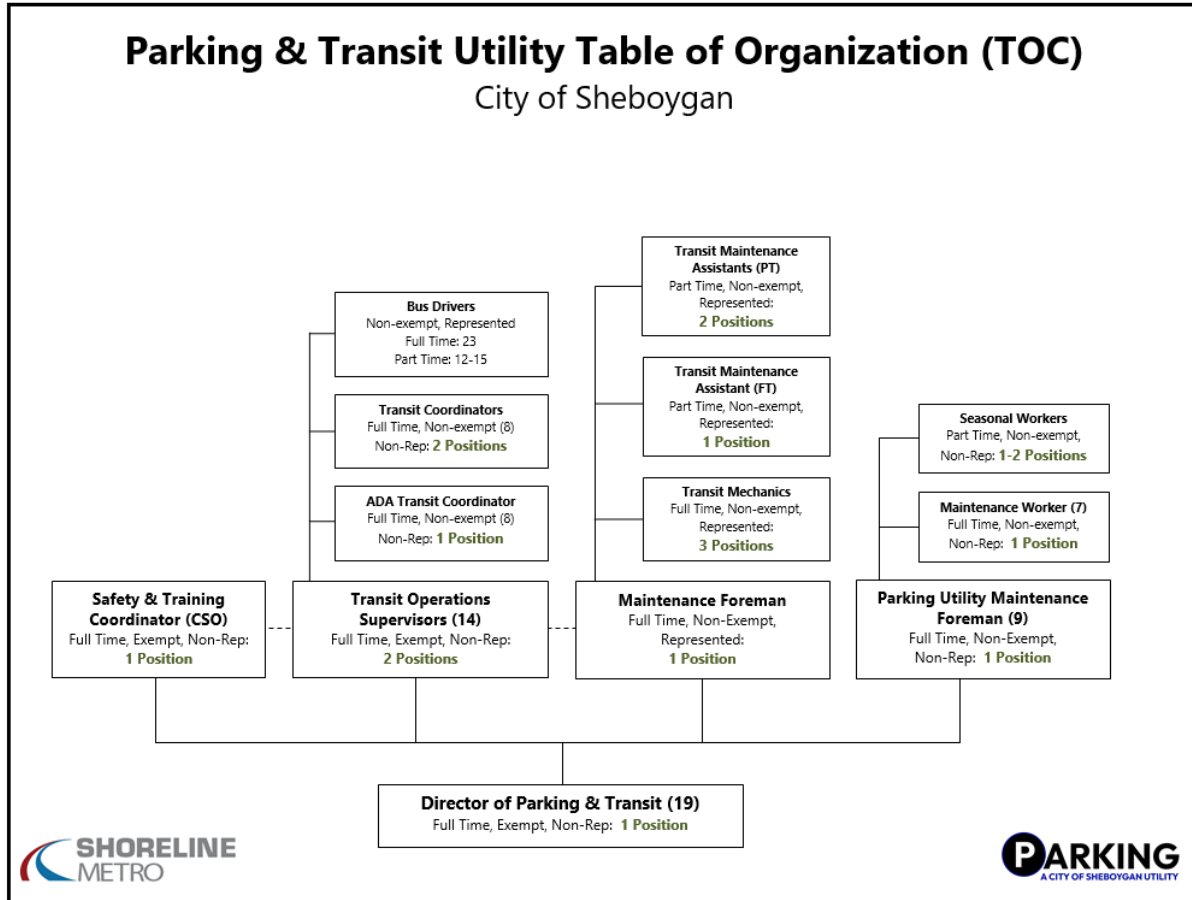 Parking & Transit Utility Table of Organization (TOC)
City of Sheboygan
Transit Maintenance
Assistants (PT)
Part Time, Non-exempt,
Represented:
2 Positions
Bus Drivers
Non-exempt, Represented
Full Time: 23
Part Time: 12-15
Transit Maintenance
Assistant (FT)
Part Time, Non-exempt,
Represented:
1 Position
Transit Coordinators
Full Time, Non-exempt (8)
Non-Rep: 2 Positions
Seasonal Workers
Part Time, Non-exempt,
Non-Rep: 1-2 Positions
Transit Mechanics
Full Time, Non-exempt,
Represented:
3 Positions
ADA Transit Coordinator
Full Time, Non-exempt (8)
Non-Rep: 1 Position
Maintenance Worker (7)
Full Time, Non-exempt,
Non-Rep: 1 Position
Safety & Training
Coordinator (CSO)
Full Time, Exempt, Non-Rep:
1 Position
Transit Operations
Supervisors (14)
Full Time, Exempt, Non-Rep:
2 Positions
Maintenance Foreman
Full Time, Non-Exempt,
Represented:
1 Position
Parking Utility Maintenance
Foreman (9)
Full Time, Non-Exempt,
Non-Rep: 1 Position
Director of Parking & Transit (19)
Full Time, Exempt, Non-Rep: 1 Position
SHORELINE
METRO
PARKING
A CITY OF SHEBOYGAN UTILITY